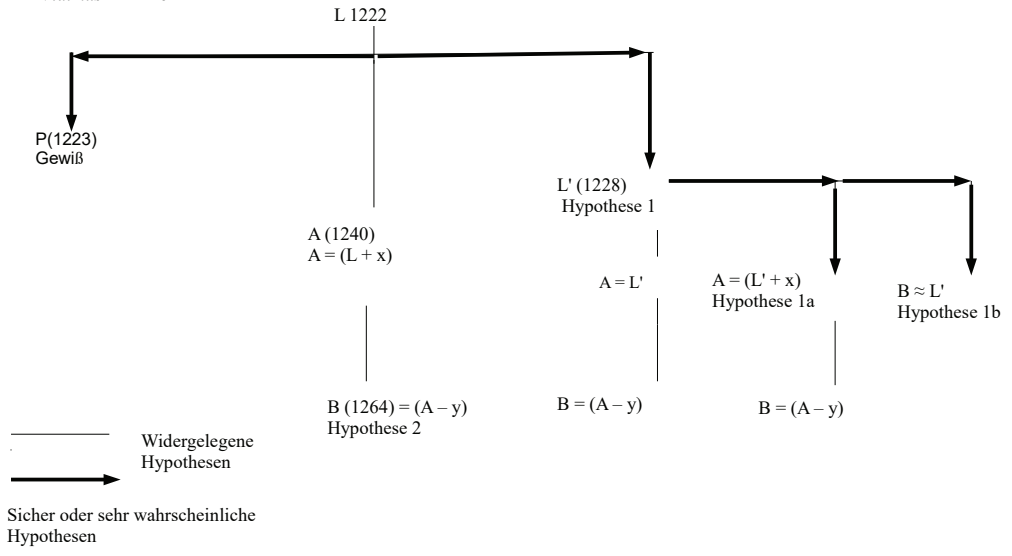 L 1222
P(1223)
Gewiß
L' (1228)
Hypothese 1
A (1240)
A = (L + x)
A = L'
A = (L' + x)
Hypothese 1a
B ≈ L'
Hypothese 1b
B (1264) = (A – y)
Hypothese 2
B = (A – y)
B = (A – y)
Widergelegene
Hypothesen
Sicher oder sehr wahrscheinliche
Hypothesen